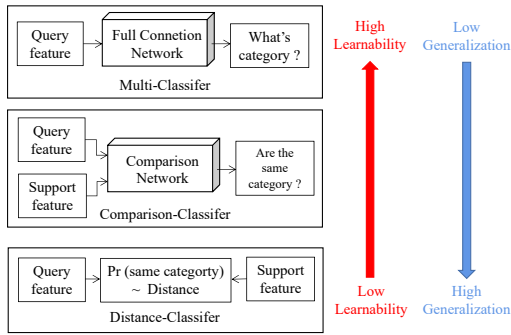 Query
feature
Full Connetion
Network
What's
category ?
Multi-Classifer
Query
feature
Support
feature
Comparison
Network
Are the
same
category ?
Comparison-Classifer
Query
feature
Pr (same categorty)
~ Distance
Support
feature
Distance-Classifer
High
Learnability
Low
Generalization
Low
Learnability
High
Generalization